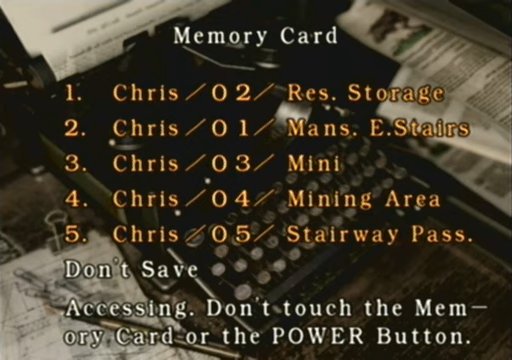 Memory Card
1. Chris／02／ Res. Storage
2. Chris／01／ Mans. E.Stairs
3. Chris／03／ Mini
4. Chris／04／ Mining Area
5. Chris／05／ Stairway Pass.
Don't Save
Accessing. Don't touch the Mem–
ory Card or the POWER Button.